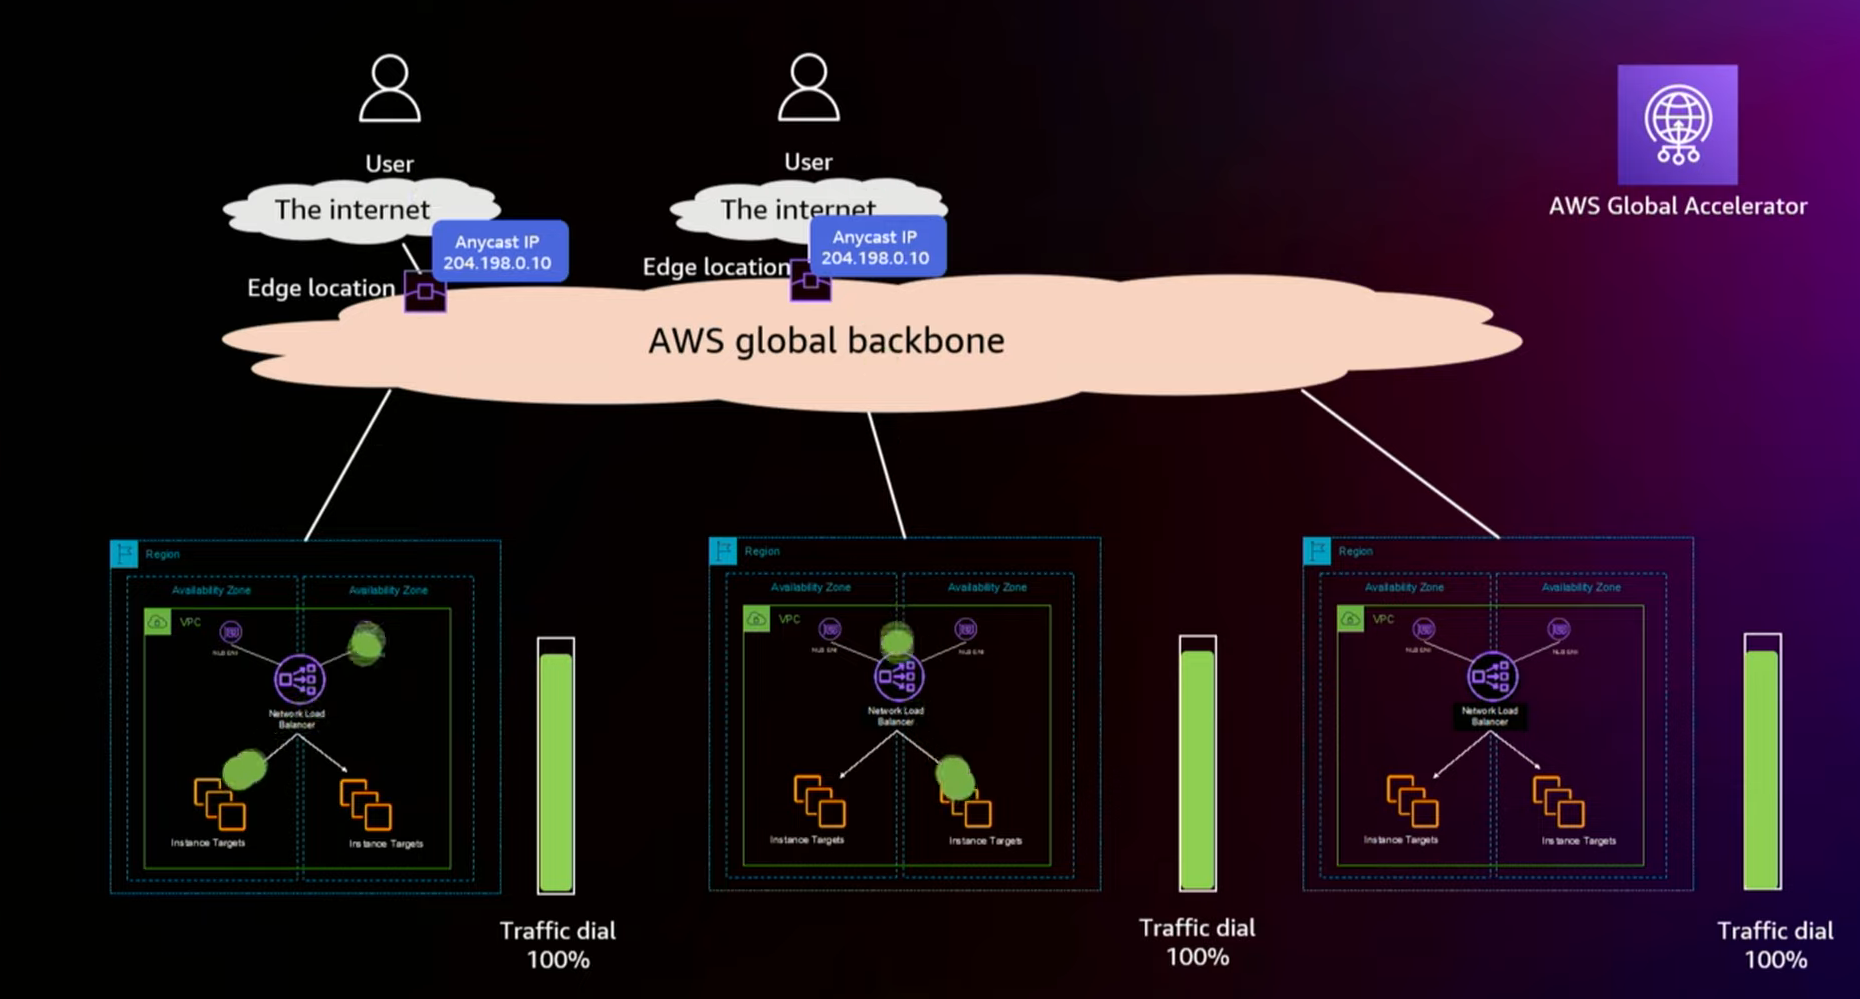 User
User
The internet
The internet
Anycast IP
204.198.0.10
Anycast IP
204.198.0.10
Edge location
Edge location
AWS Global Accelerator
AWS global backbone
Region
Availability Zone
Availability Zone
VPC
NLB ENI
Network Load
Balancer
Instance Targets
Instance Targets
Traffic dial
100%
Region
Availability Zone
Availability Zone
VPC
NLB ENI
NLB ENI
Network Load
Balancer
Instance Targets
Instance Targets
Traffic dial
100%
Region
Availability Zone
Availability Zone
VPC
NLB ENI
NLB ENI
Network Load
Balancer
Instance Targets
Instance Targets
Traffic dial
100%